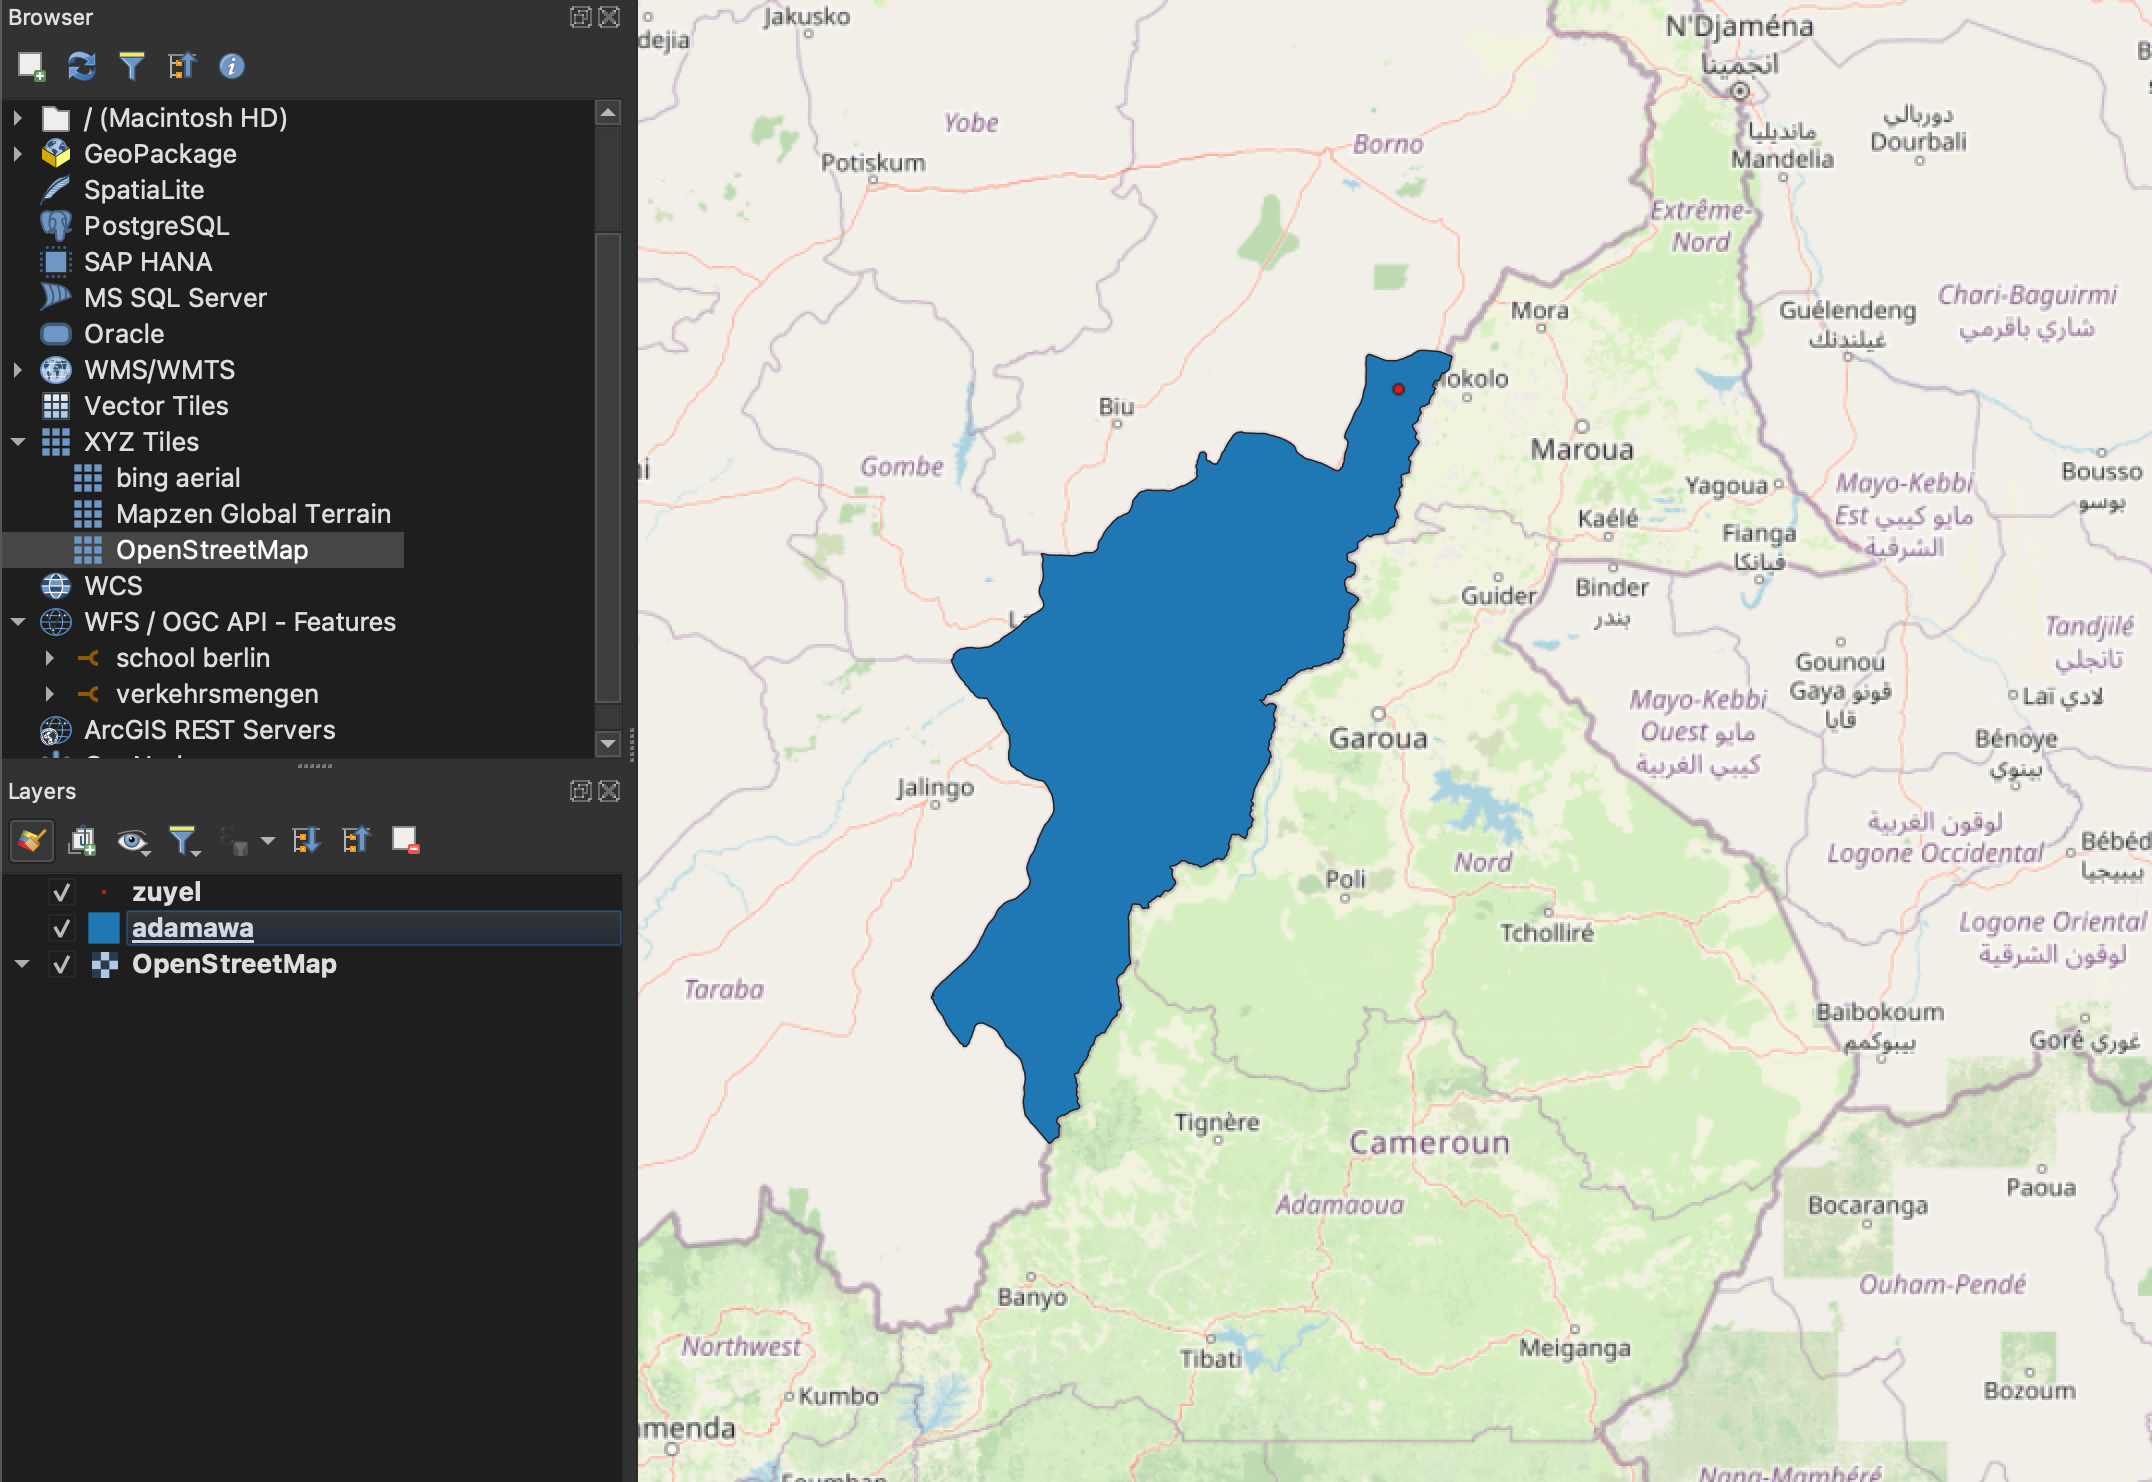 Browser
/ (Macintosh HD)
GeoPackage
SpatiaLite
PostgreSQL
SAP HANA
MS SQL Server
Oracle
WMS/WMTS
Vector Tiles
XYZ Tiles
bing aerial
Mapzen Global Terrain
OpenStreetMap
WCS
WFS / OGC API - Features
school berlin
verkehrsmengen
ArcGIS REST Servers
Layers
zuyel
adamawa
OpenStreetMap
dejia
Jakusko
N'Djaména
انجمينا
Yobe
Borno
Potiskum
مانديليا
Mandelia
دوربالي
Dourbali
Extrême-
Nord
Mora
Guélendeng
غيلندنك
Chari-Baguirmi
شاري باقرمي
okolo
Biu
Maroua
Gombe
Yagoua
Kaélé
Fianga
فيانكا
Mayo-Kebbi
Est مايو كيبي
الشرقية
Bousso
بوسو
Guider
Binder
بندر
Tandjilé
تانجلي
Gounou
Gaya قونو
قايا
Laï لادي
Mayo-Kebbi
Ouest مايو
كيبي الغربية
Garoua
Bénoye
بينوي
Jalingo
لوقون الغربية
Logone Occidental
Bébéd
بيبيجيا
Nord
Poli
Tcholliré
Logone Oriental
لوقون الشرقية
Taraba
Baïbokoum
بيبوكمم
Goré غوري
Tignère
Cameroun
Adamaoua
Paoua
Bocaranga
Ouham-Pendé
Banyo
Northwest
Tibati
Meiganga
Kumbo
Bozoum
menda
Foumban
Nana-Mambéré